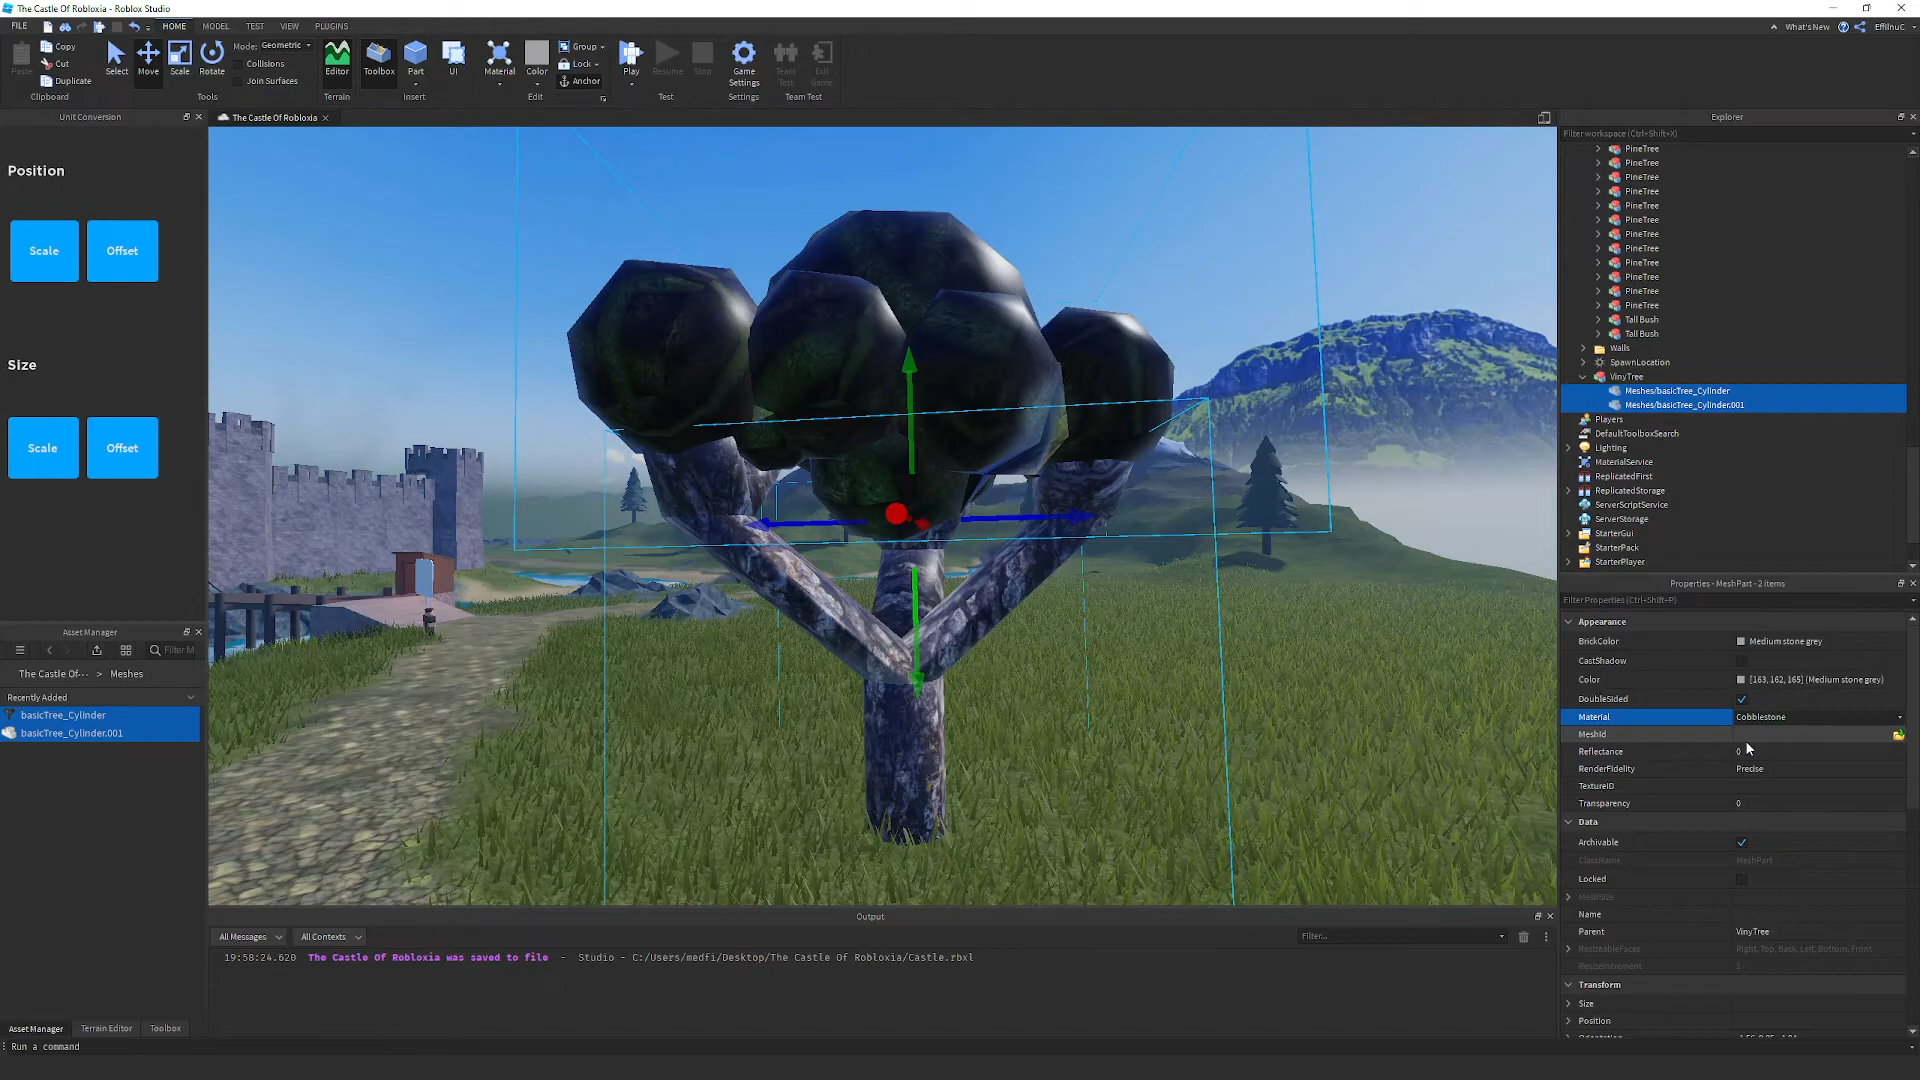 The Castle Of Robloxia - Roblox Studio
FILE
HOME
MODEL
TEST
VIEW
PLUGINS
What's New
EffilnuC
Paste
Copy
Cut
Duplicate
Clipboard
Select
Move
Scale
Rotate
Mode: Geometric
Collisions
Join Surfaces
Tools
Editor
Terrain
Toolbox
Part
UI
Insert
Material
Color
Group
Lock
Anchor
Edit
Play
Resume
Stop
Test
Game Settings
Settings
Team Test
Exit Game
Team Test
Unit Conversion
Position
Scale
Offset
Size
Scale
Offset
Asset Manager
Filter M
The Castle Of··· > Meshes
Recently Added
basicTree_Cylinder
basicTree_Cylinder.001
Asset Manager
Terrain Editor
Toolbox
Run a command
The Castle Of Robloxia
Output
All Messages
All Contexts
Filter...
19:58:24.620 The Castle Of Robloxia was saved to file - Studio - C:/Users/medfi/Desktop/The Castle Of Robloxia/Castle.rbxl
Explorer
Filter workspace (Ctrl+Shift+X)
PineTree
PineTree
PineTree
PineTree
PineTree
PineTree
PineTree
PineTree
PineTree
PineTree
PineTree
PineTree
Tall Bush
Tall Bush
Walls
SpawnLocation
VinyTree
Meshes/basicTree_Cylinder
Meshes/basicTree_Cylinder.001
Players
DefaultToolboxSearch
Lighting
MaterialService
ReplicatedFirst
ReplicatedStorage
ServerScriptService
ServerStorage
StarterGui
StarterPack
StarterPlayer
Properties - MeshPart - 2 items
Filter Properties (Ctrl+Shift+P)
Appearance
BrickColor Medium stone grey
CastShadow
Color [163, 162, 165] (Medium stone grey)
DoubleSided
Material Cobblestone
MeshId
Reflectance 0
RenderFidelity Precise
TextureID
Transparency 0
Data
Archivable
ClassName MeshPart
Locked
MeshSize
Name
Parent VinyTree
ResizeableFaces Right, Top, Back, Left, Bottom, Front
ResizeIncrement 1
Transform
Size
Position